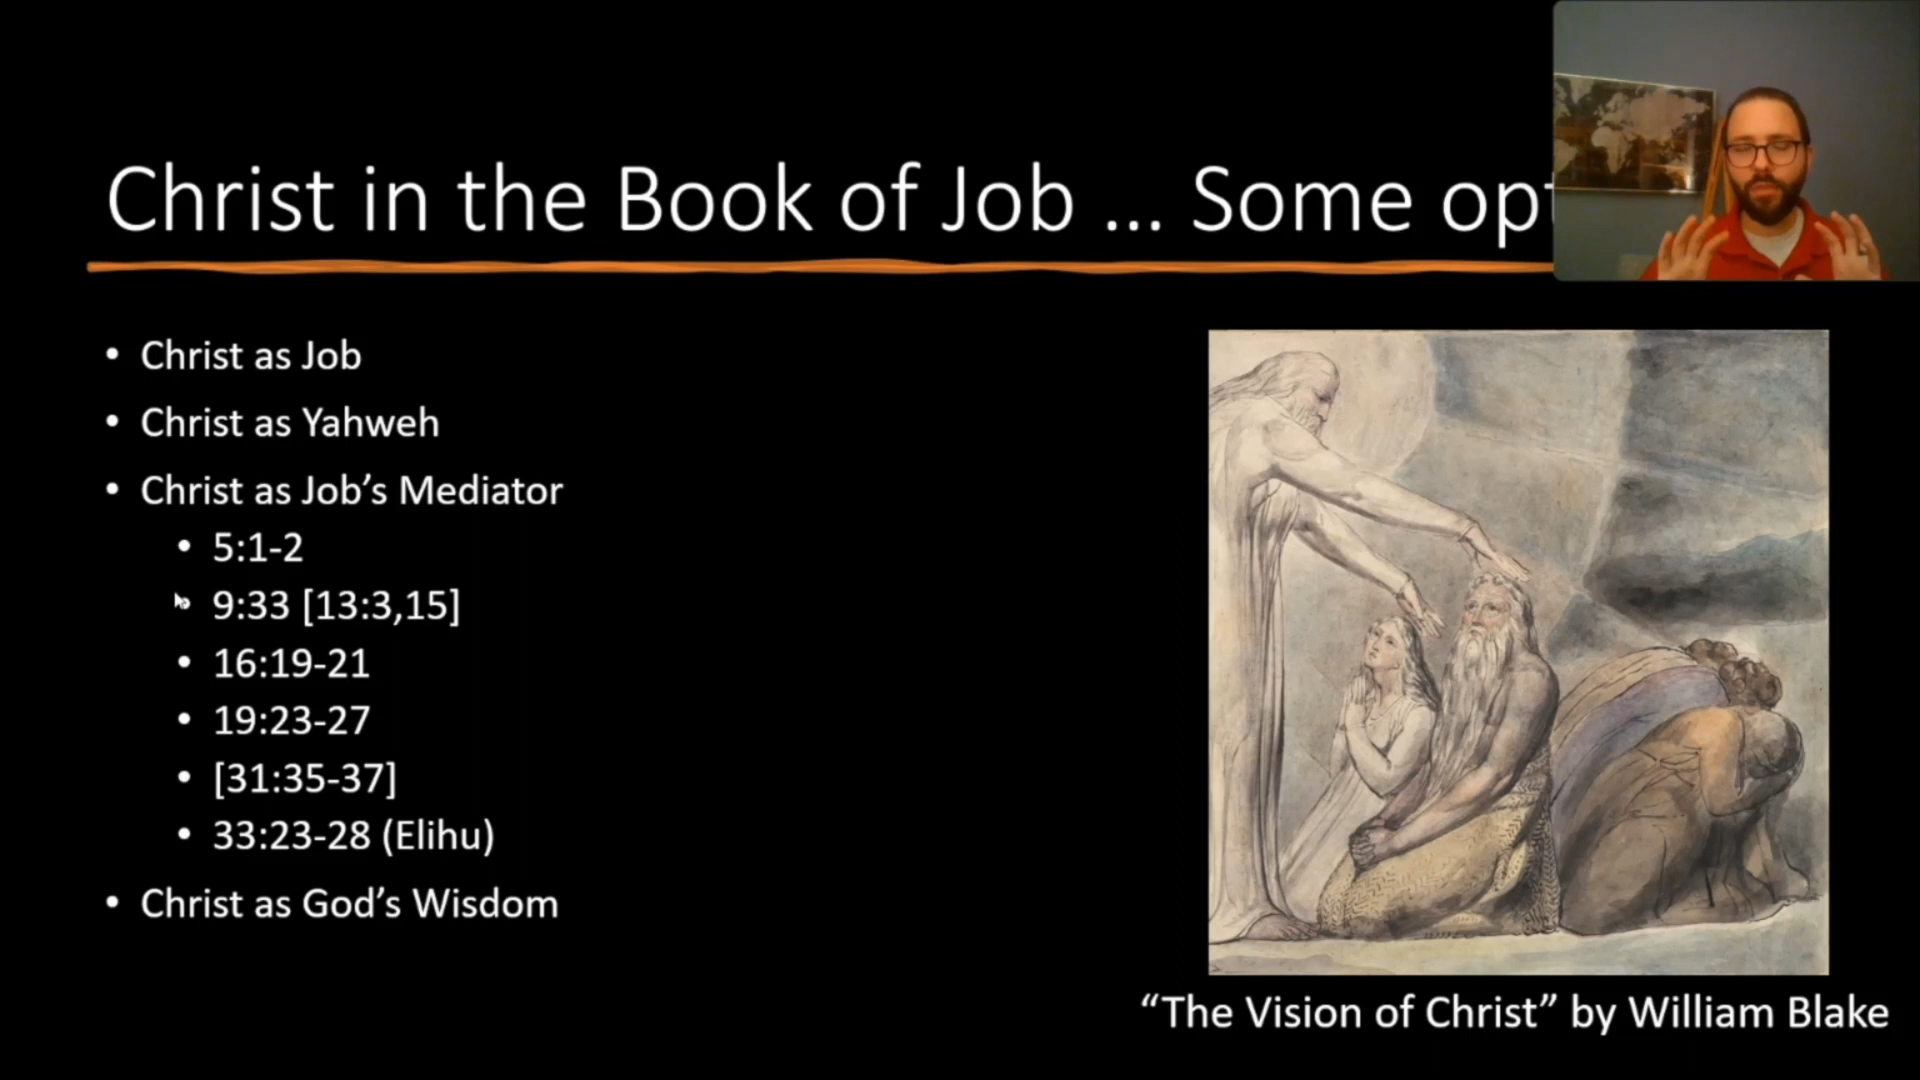 Christ in the Book of Job ... Some
• Christ as Job
• Christ as Yahweh
• Christ as Job’s Mediator
• 5:1-2
9:33 [13:3,15]
• 16:19-21
• 19:23-27
• [31:35-37]
• 33:23-28 (Elihu)
• Christ as God’s Wisdom
“The Vision of Christ” by William Blake